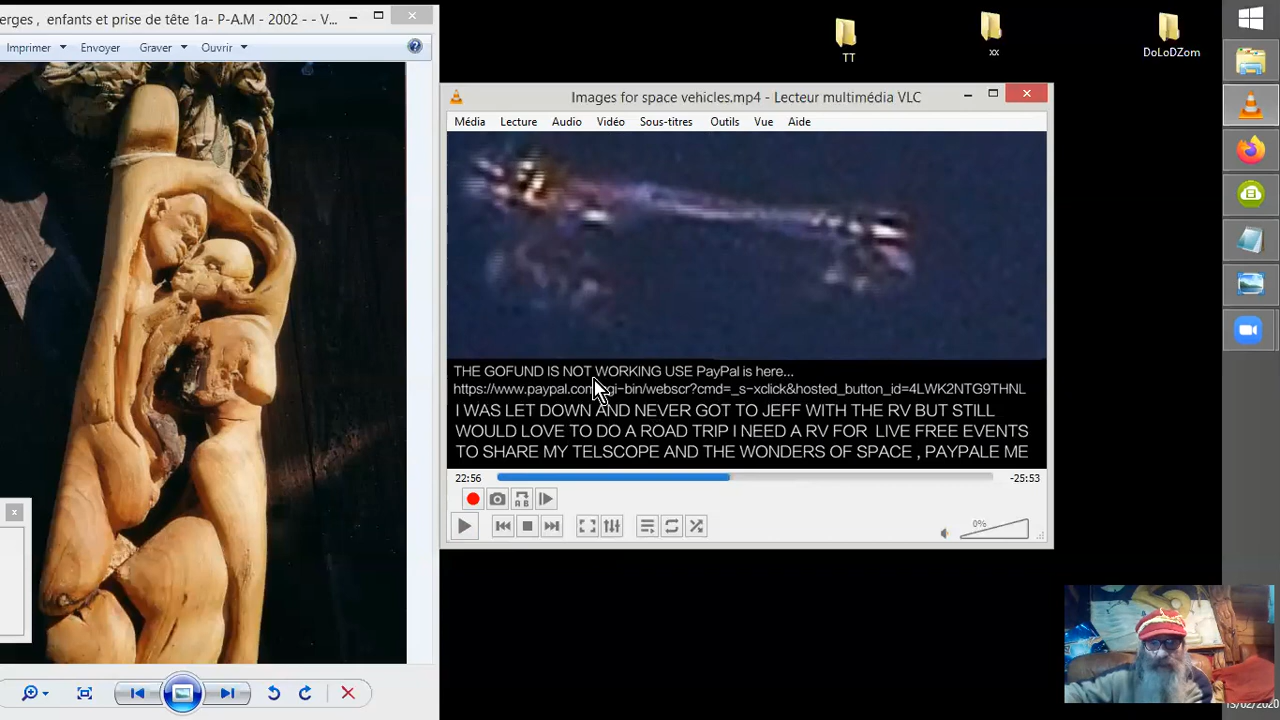 erges , enfants et prise de tête 1a- P-A.M - 2002 - - V...
Imprimer Envoyer Graver Ouvrir
TT
xx
DoLoDZom
Images for space vehicles.mp4 - Lecteur multimédia VLC
Média Lecture Audio Vidéo Sous-titres Outils Vue Aide
THE GOFUND IS NOT WORKING USE PayPal is here...
https://www.paypal.com/cgi-bin/webscr?cmd=_s-xclick&hosted_button_id=4LWK2NTG9THNL
I WAS LET DOWN AND NEVER GOT TO JEFF WITH THE RV BUT STILL
WOULD LOVE TO DO A ROAD TRIP I NEED A RV FOR LIVE FREE EVENTS
TO SHARE MY TELSCOPE AND THE WONDERS OF SPACE , PAYPALE ME
22:56 -25:53
0%
13/02/2020